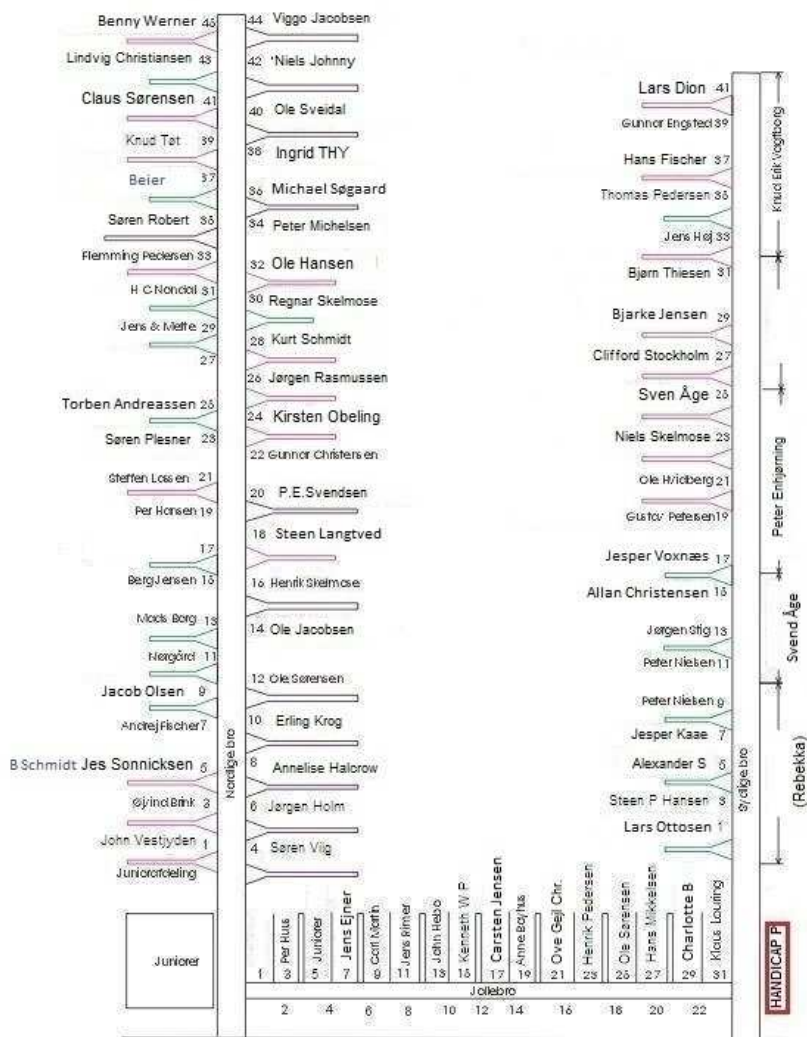 Benny Werner 45
Lindvig Christiansen 43
Claus Sørensen 41
Knud Tøt 39
Beier 37
Søren Robert 35
Flemming Pedersen 33
H C Nondal 31
Jens & Mette 29
27
Torben Andreassen 25
Søren Plesner 23
Steffen Lassen 21
Per Hansen 19
17
Berg Jensen 15
Mads Borg 13
Nørgård 11
Jacob Olsen 9
Andrej Fischer 7
B Schmidt Jes Sonnicksen 5
Øjvind Brink 3
John Vestjyden 1
Juniorafdeling
Juniorer
Nordlige bro
44 Viggo Jacobsen
42 'Niels Johnny
40 Ole Sveidal
38 Ingrid THY
36 Michael Søgaard
34 Peter Michelsen
32 Ole Hansen
30 Regnar Skelmose
28 Kurt Schmidt
26 Jørgen Rasmussen
24 Kirsten Obeling
22 Gunnar Christensen
20 P.E.Svendsen
18 Steen Langtved
16 Henrik Skelmose
14 Ole Jacobsen
12 Ole Sørensen
10 Erling Krog
8 Annelise Halcrow
6 Jørgen Holm
4 Søren Viig
Lars Dion 41
Gunnar Engsted 39
Hans Fischer 37
Thomas Pedersen 35
Jens Høj 33
Bjørn Thiesen 31
Bjarke Jensen 29
Clifford Stockholm 27
Sven Åge 25
Niels Skelmose 23
Ole Hvidberg 21
Gustav Petersen 19
Jesper Voxnæs 17
Allan Christensen 15
Jørgen Stig 13
Peter Nielsen 11
Peter Nielsen 9
Jesper Kaae 7
Alexander S 5
Steen P Hansen 3
Lars Ottosen 1
Sydlige bro
Knud Erik Vogtborg
Peter Enhjørning
Svend Åge
(Rebekka)
HANDICAP P
1
Per Huus 3
Juniorer 5
Jens Ejner 7
Carl Martin 9
Jens Rimer 11
John Hebo 13
Kenneth W. P 15
Carsten Jensen 17
Anne Bayhus 19
Ove Gejl Chr. 21
Henrik Pedersen 23
Ole Sørensen 25
Hans Mikkelsen 27
Charlotte B 29
Klaus Louring 31
Jollebro
2 4 6 8 10 12 14 16 18 20 22